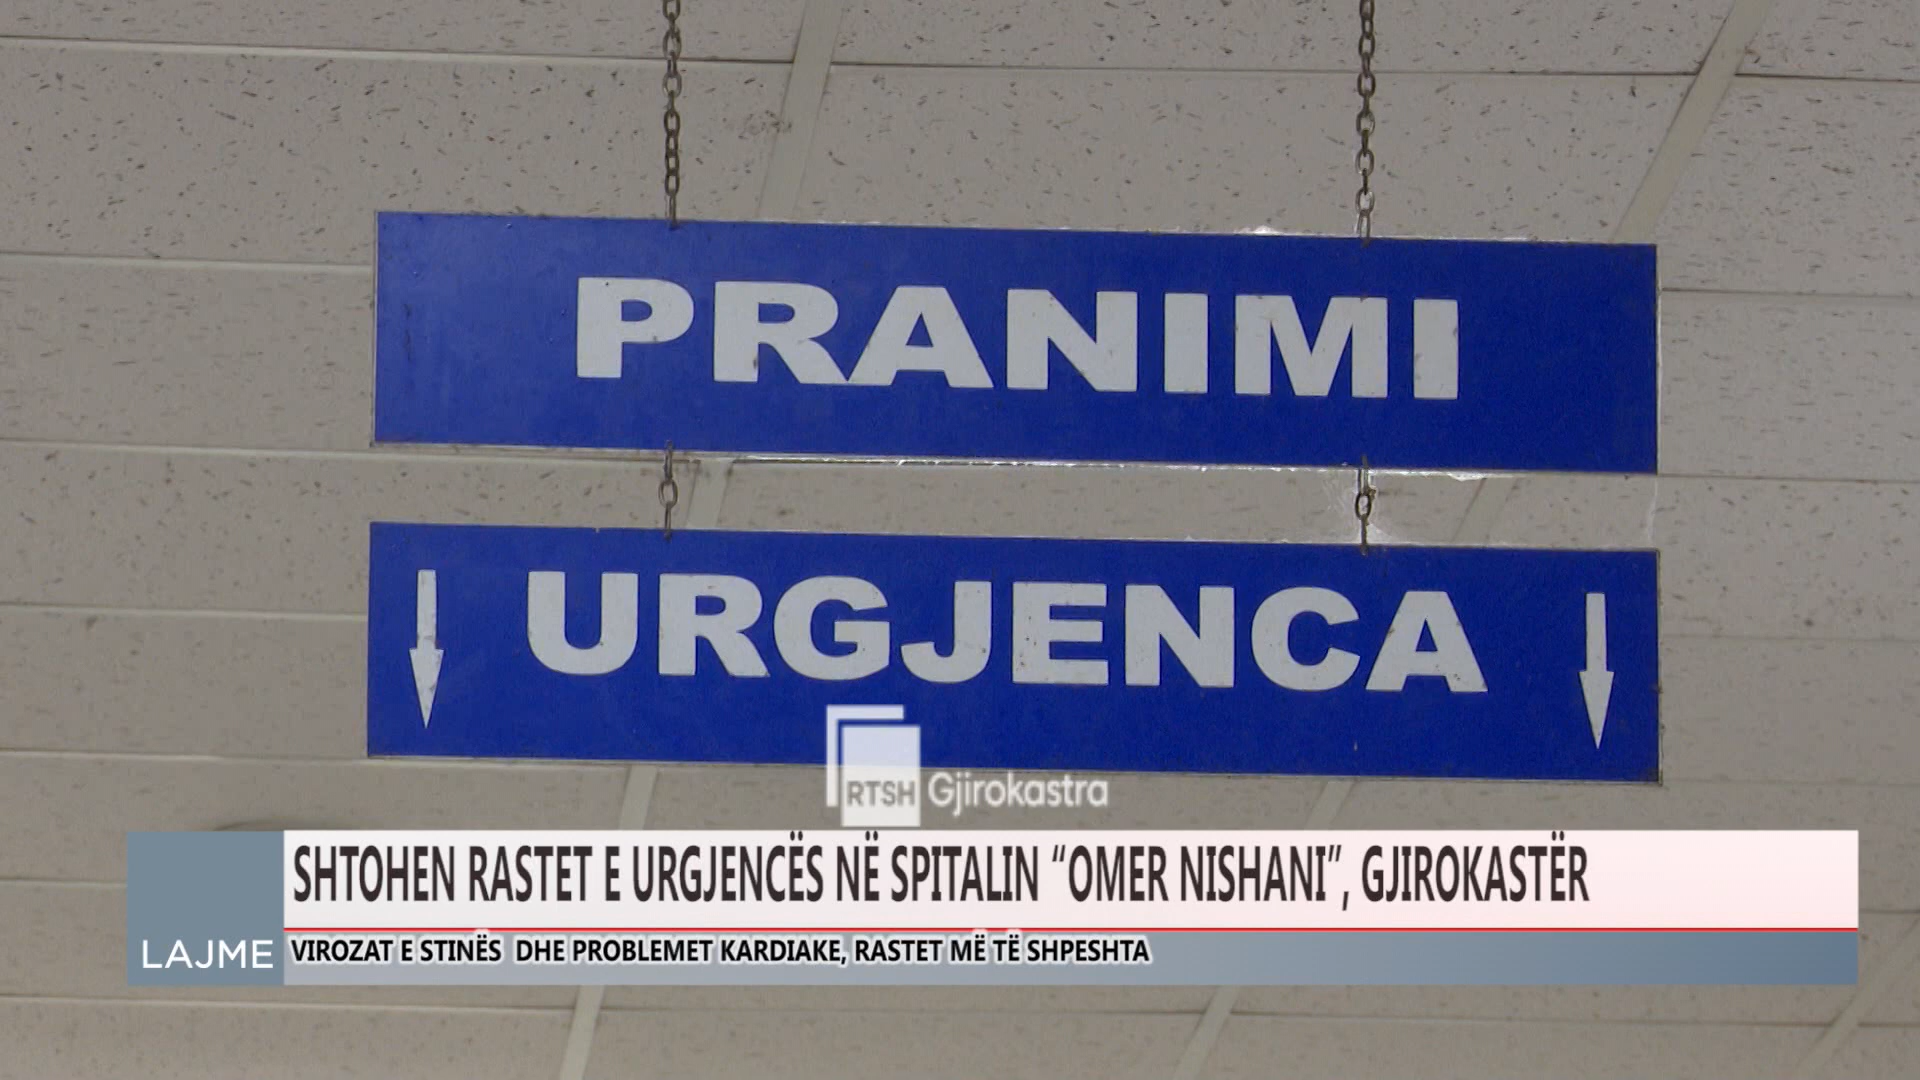 PRANIMI
URGJENCA
RTSH Gjirokastra
SHTOHEN RASTET E URGJENCËS NË SPITALIN “OMER NISHANI”, GJIROKASTËR
LAJME
VIROZAT E STINËS DHE PROBLEMET KARDIAKE, RASTET MË TË SHPESHTA